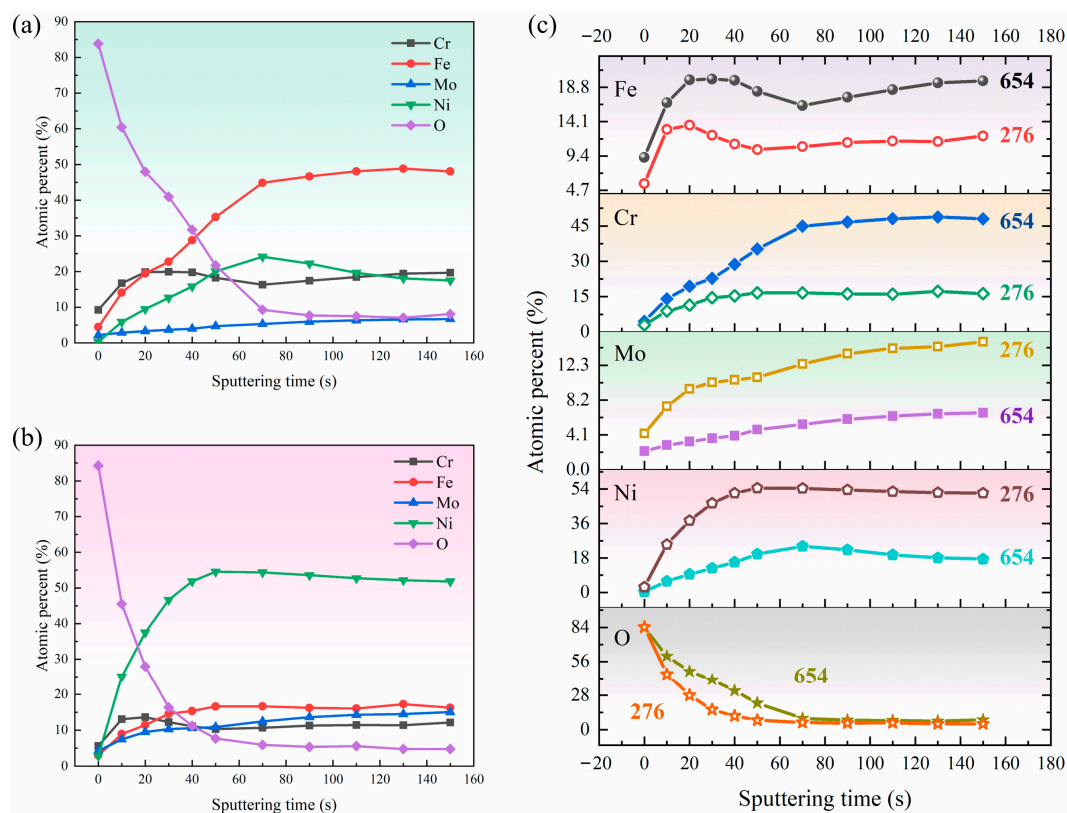 (a)
90
80
70
60
50
40
30
20
10
0
Atomic percent (%)
Cr
Fe
Mo
Ni
O
0 20 40 60 80 100 120 140 160
Sputtering time (s)
(b)
90
80
70
60
50
40
30
20
10
0
Atomic percent (%)
Cr
Fe
Mo
Ni
O
0 20 40 60 80 100 120 140 160
Sputtering time (s)
(c)
−20 0 20 40 60 80 100 120 140 160 180
Atomic percent (%)
Fe
18.8
14.1
9.4
4.7
654
276
Cr
45
30
15
0
654
276
Mo
12.3
8.2
4.1
0.0
276
654
Ni
54
36
18
0
276
654
O
84
56
28
0
654
276
−20 0 20 40 60 80 100 120 140 160 180
Sputtering time (s)